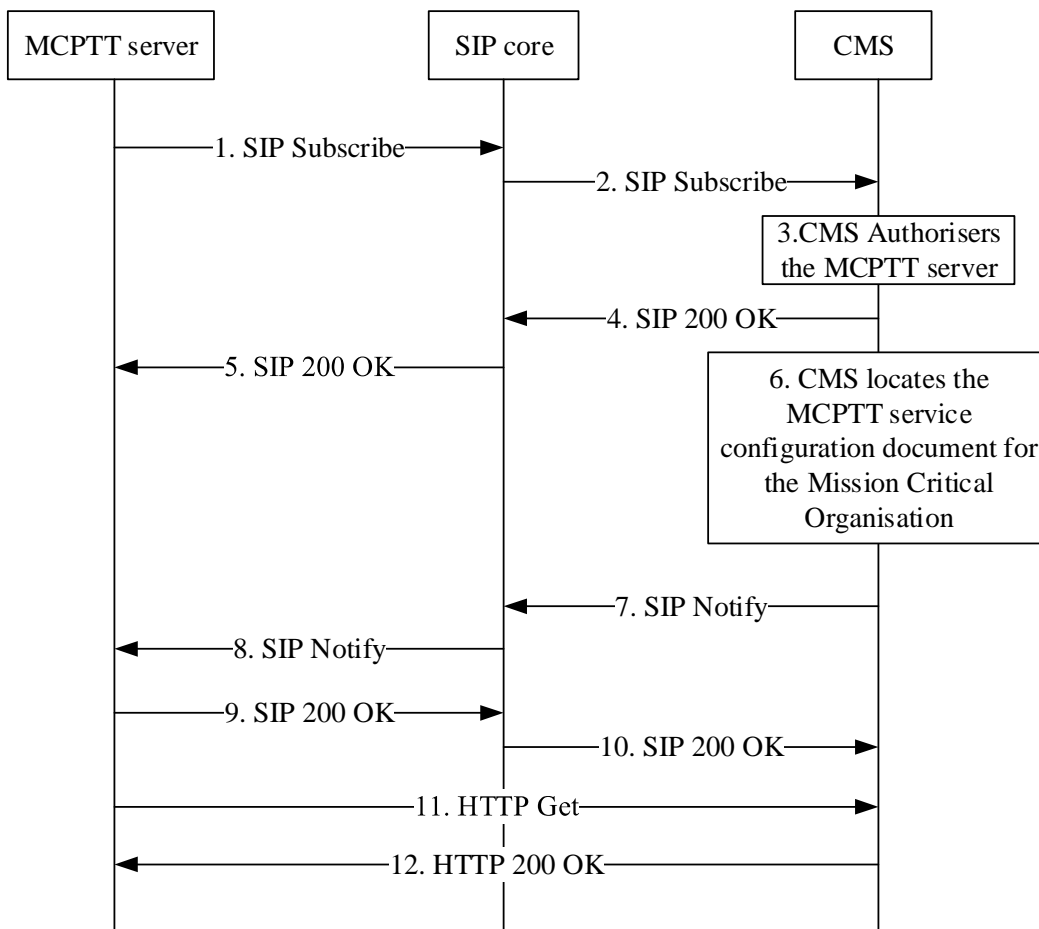 MCPTT server
SIP core
CMS
1. SIP Subscribe
2. SIP Subscribe
3.CMS Authorisers
the MCPTT server
4. SIP 200 OK
5. SIP 200 OK
6. CMS locates the
MCPTT service
configuration document for
the Mission Critical
Organisation
7. SIP Notify
8. SIP Notify
9. SIP 200 OK
10. SIP 200 OK
11. HTTP Get
12. HTTP 200 OK